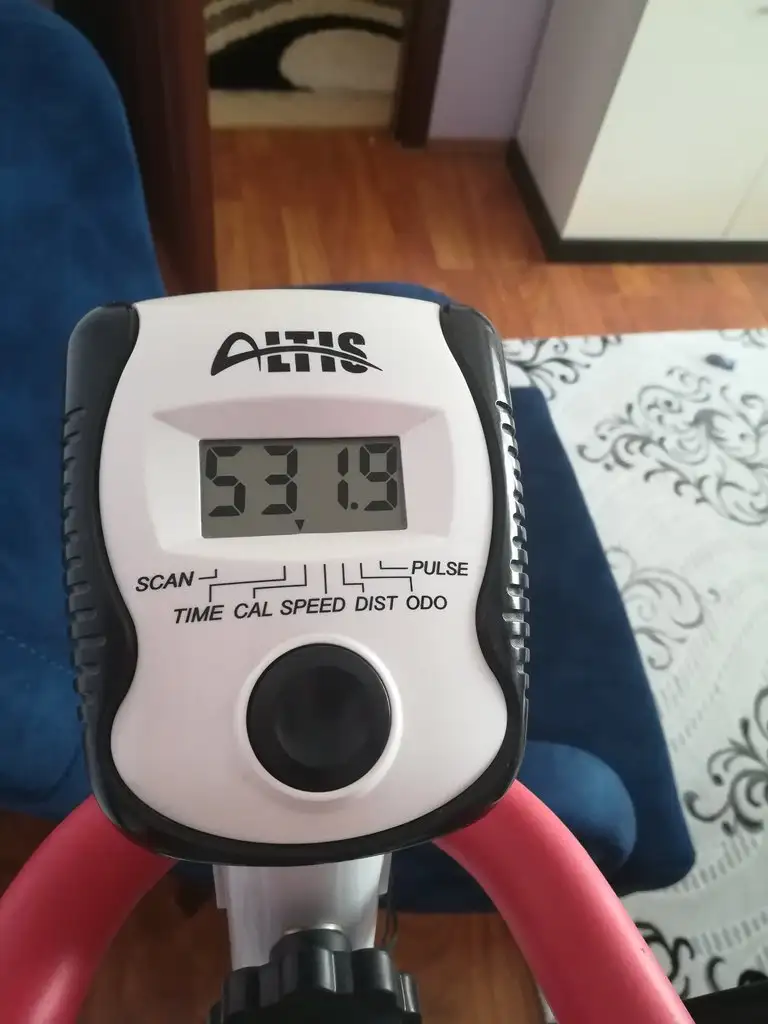 ALTIS
531.9
SCAN PULSE
TIME CAL SPEED DIST ODO